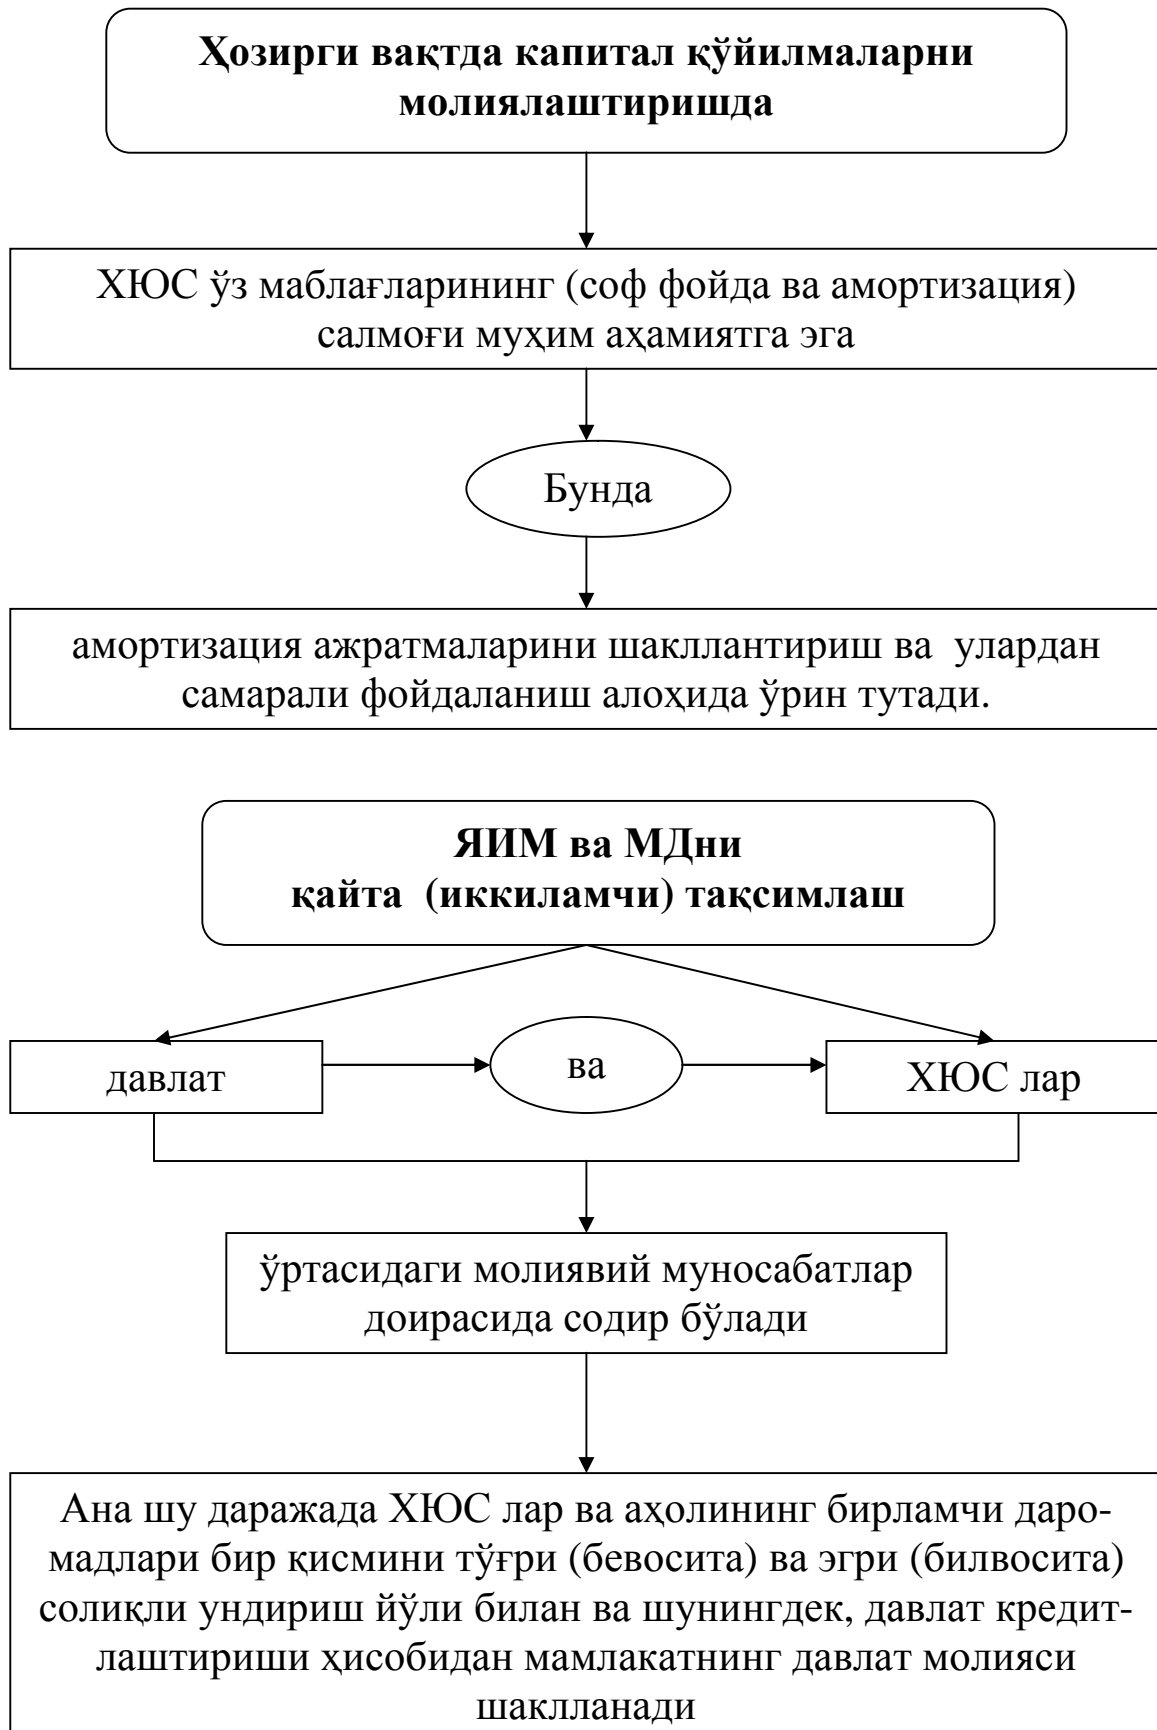 Ҳозирги вақтда капитал қўйилмаларни
молиялаштиришда
ХЮС ўз маблағларининг (соф фойда ва амортизация)
салмоғи муҳим аҳамиятга эга
Бунда
амортизация ажратмаларини шакллантириш ва  улардан
самарали фойдаланиш алоҳида ўрин тутади.
ЯИМ ва МДни
қайта  (иккиламчи) тақсимлаш
давлат
ва
ХЮС лар
ўртасидаги молиявий муносабатлар
доирасида содир бўлади
Ана шу даражада ХЮС лар ва аҳолининг бирламчи даро-
мадлари бир қисмини тўғри (бевосита) ва эгри (билвосита)
солиқли ундириш йўли билан ва шунингдек, давлат кредит-
лаштириши ҳисобидан мамлакатнинг давлат молияси
шаклланади